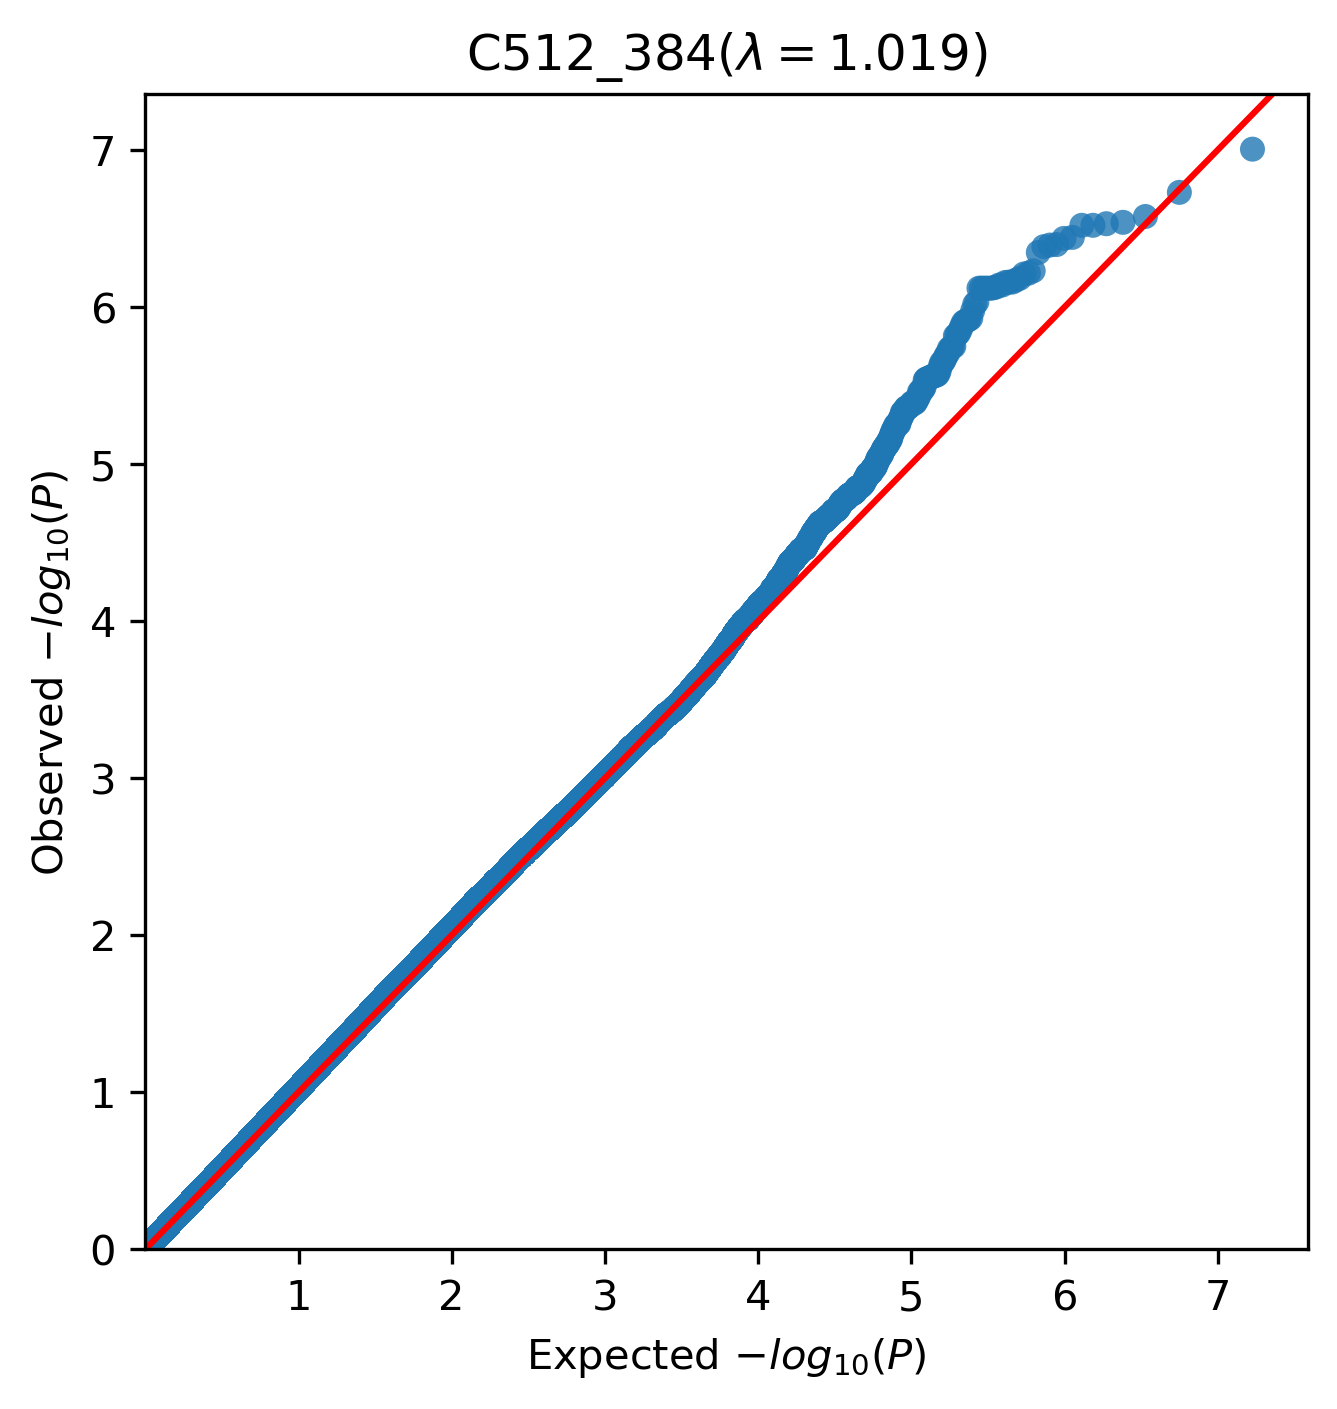 C512_384(λ = 1.019)
Observed −log₁₀(P)
7
6
5
4
3
2
1
0
1 2 3 4 5 6 7
Expected −log₁₀(P)